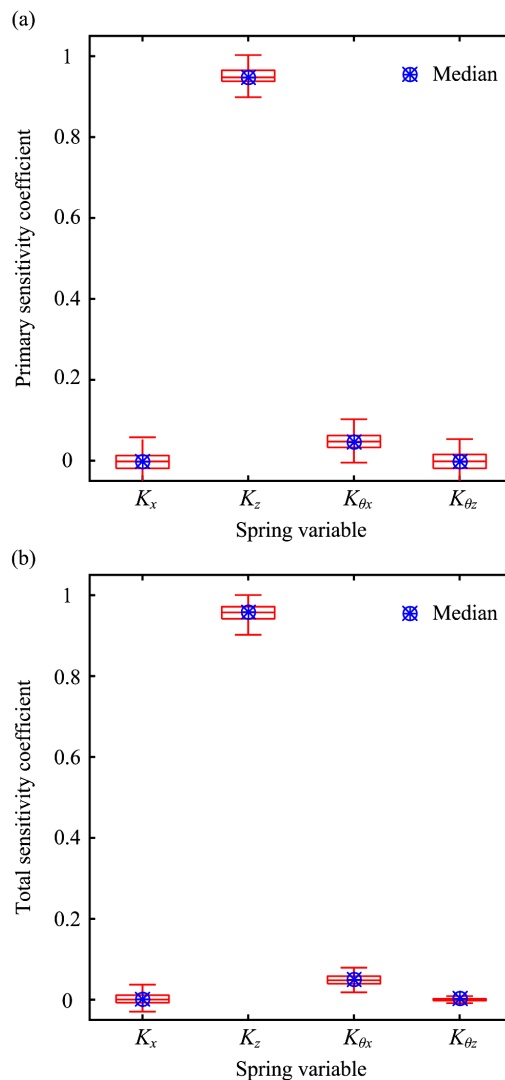 (a)
Primary sensitivity coefficient
1
0.8
0.6
0.4
0.2
0
Median
Kx Kz Kθx Kθz
Spring variable
(b)
Total sensitivity coefficient
1
0.8
0.6
0.4
0.2
0
Median
Kx Kz Kθx Kθz
Spring variable